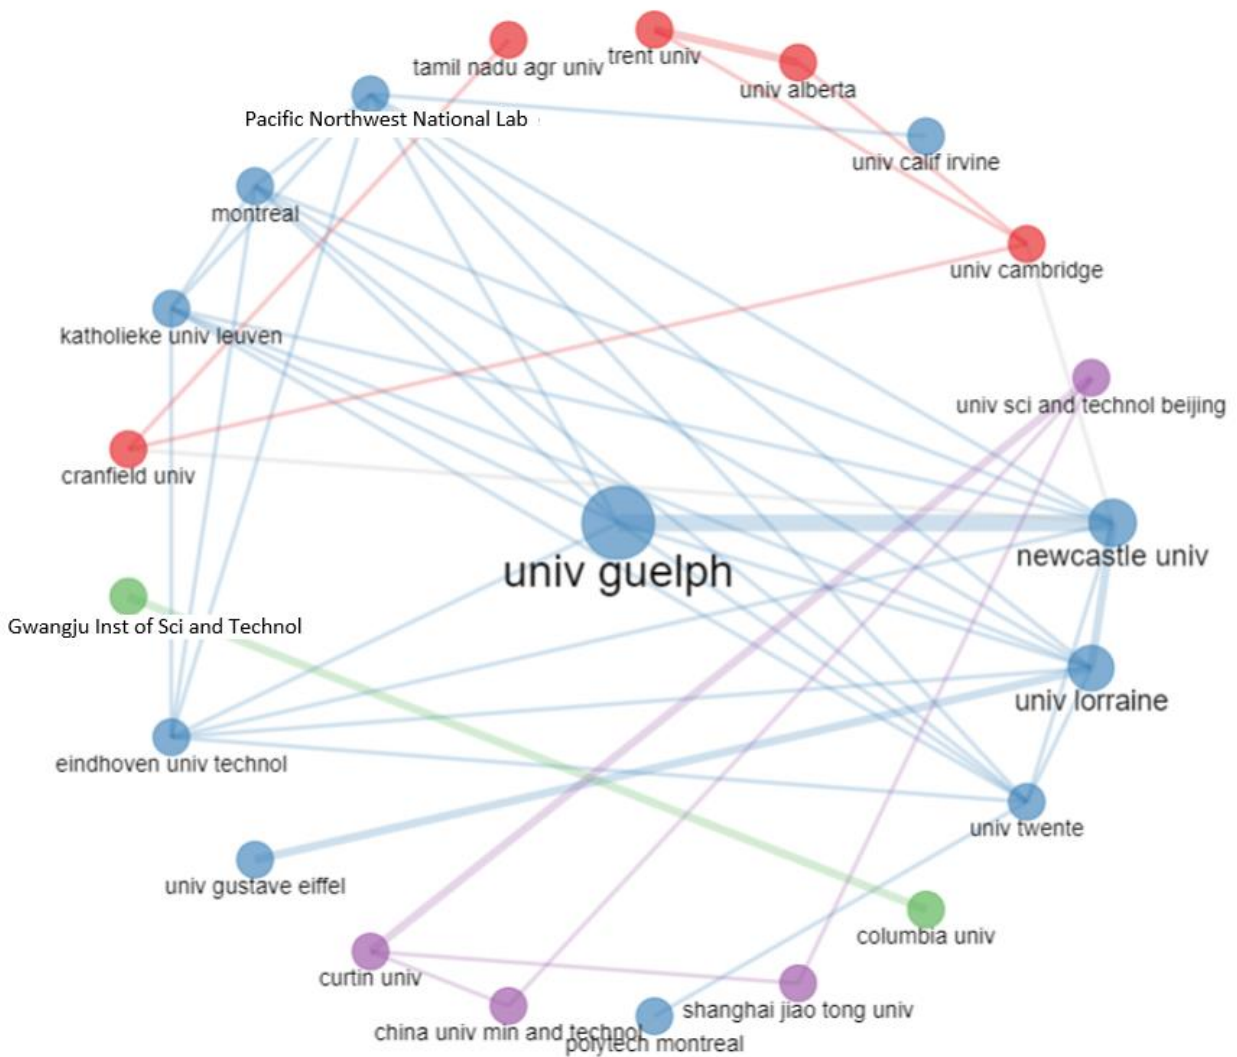 trent univ
tamil nadu agr univ
univ alberta
Pacific Northwest National Lab
univ calif irvine
montreal
univ cambridge
katholieke univ leuven
univ sci and technol beijing
cranfield univ
newcastle univ
univ guelph
Gwangju Inst of Sci and Technol
univ lorraine
eindhoven univ technol
univ twente
univ gustave eiffel
columbia univ
curtin univ
shanghai jiao tong univ
china univ min and technol
polytech montreal